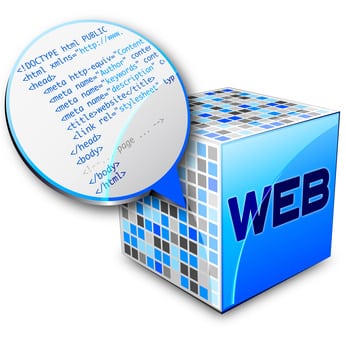 <!DOCTYPE html PUBLIC
<html xmlns="http://www.
<head>
<meta http-equiv="Content
<meta name="Author" conter
<meta name="keywords" cont
<meta name="description" c
<title>website</title>
<link rel="stylesheet" typ
</head>
<body>
<!-- page ---->
</body>
</html>
WEB